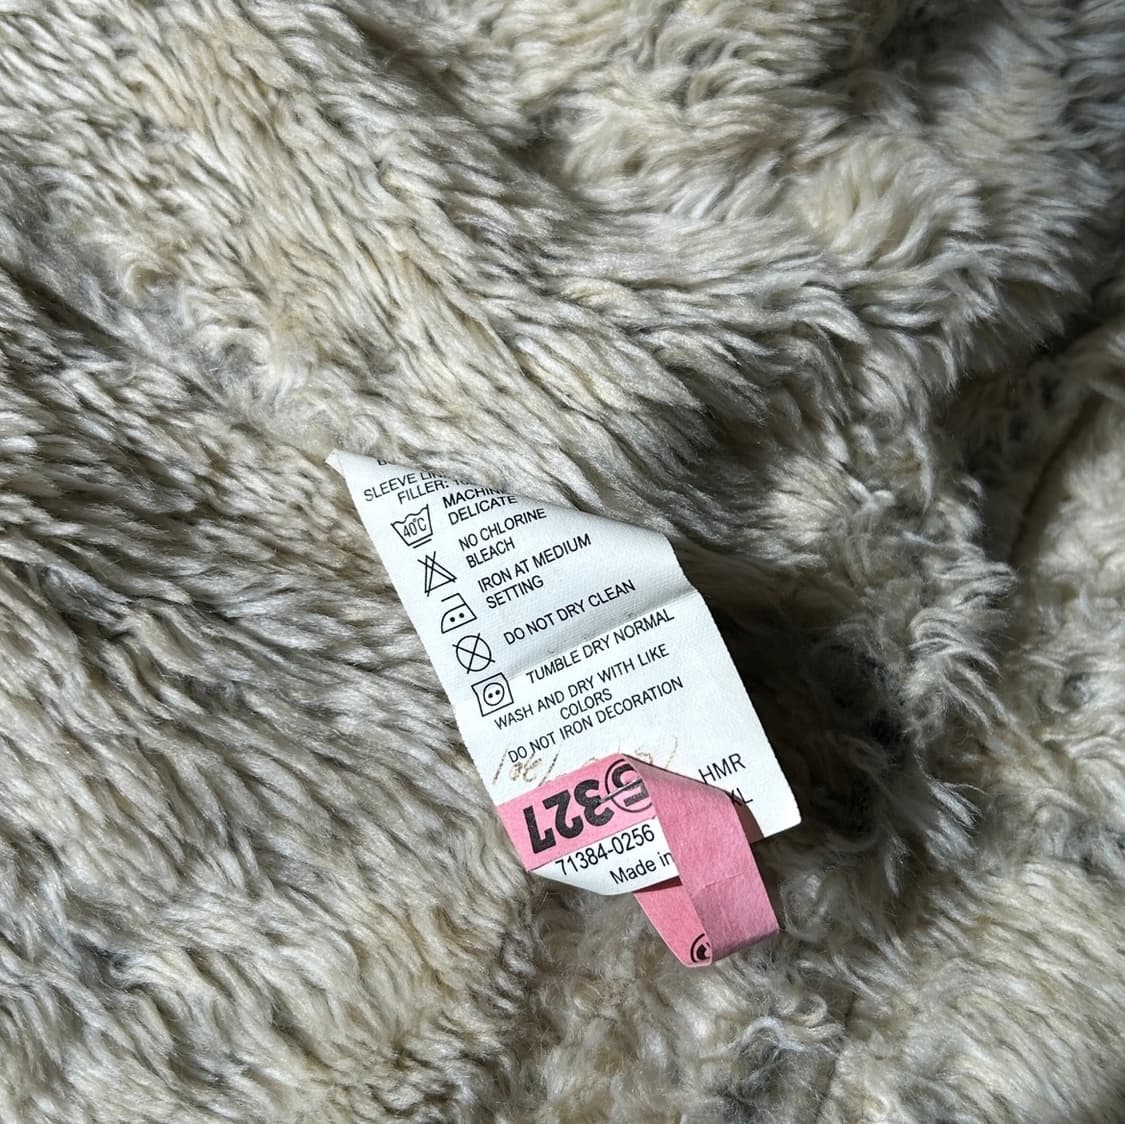 SLEEVE
FILLER:
40°C MACHINE
DELICATE
NO CHLORINE
BLEACH
IRON AT MEDIUM
SETTING
DO NOT DRY CLEAN
TUMBLE DRY NORMAL
WASH AND DRY WITH LIKE
COLORS
DO NOT IRON DECORATION
HMR
XL
327
71384-0256
Made in